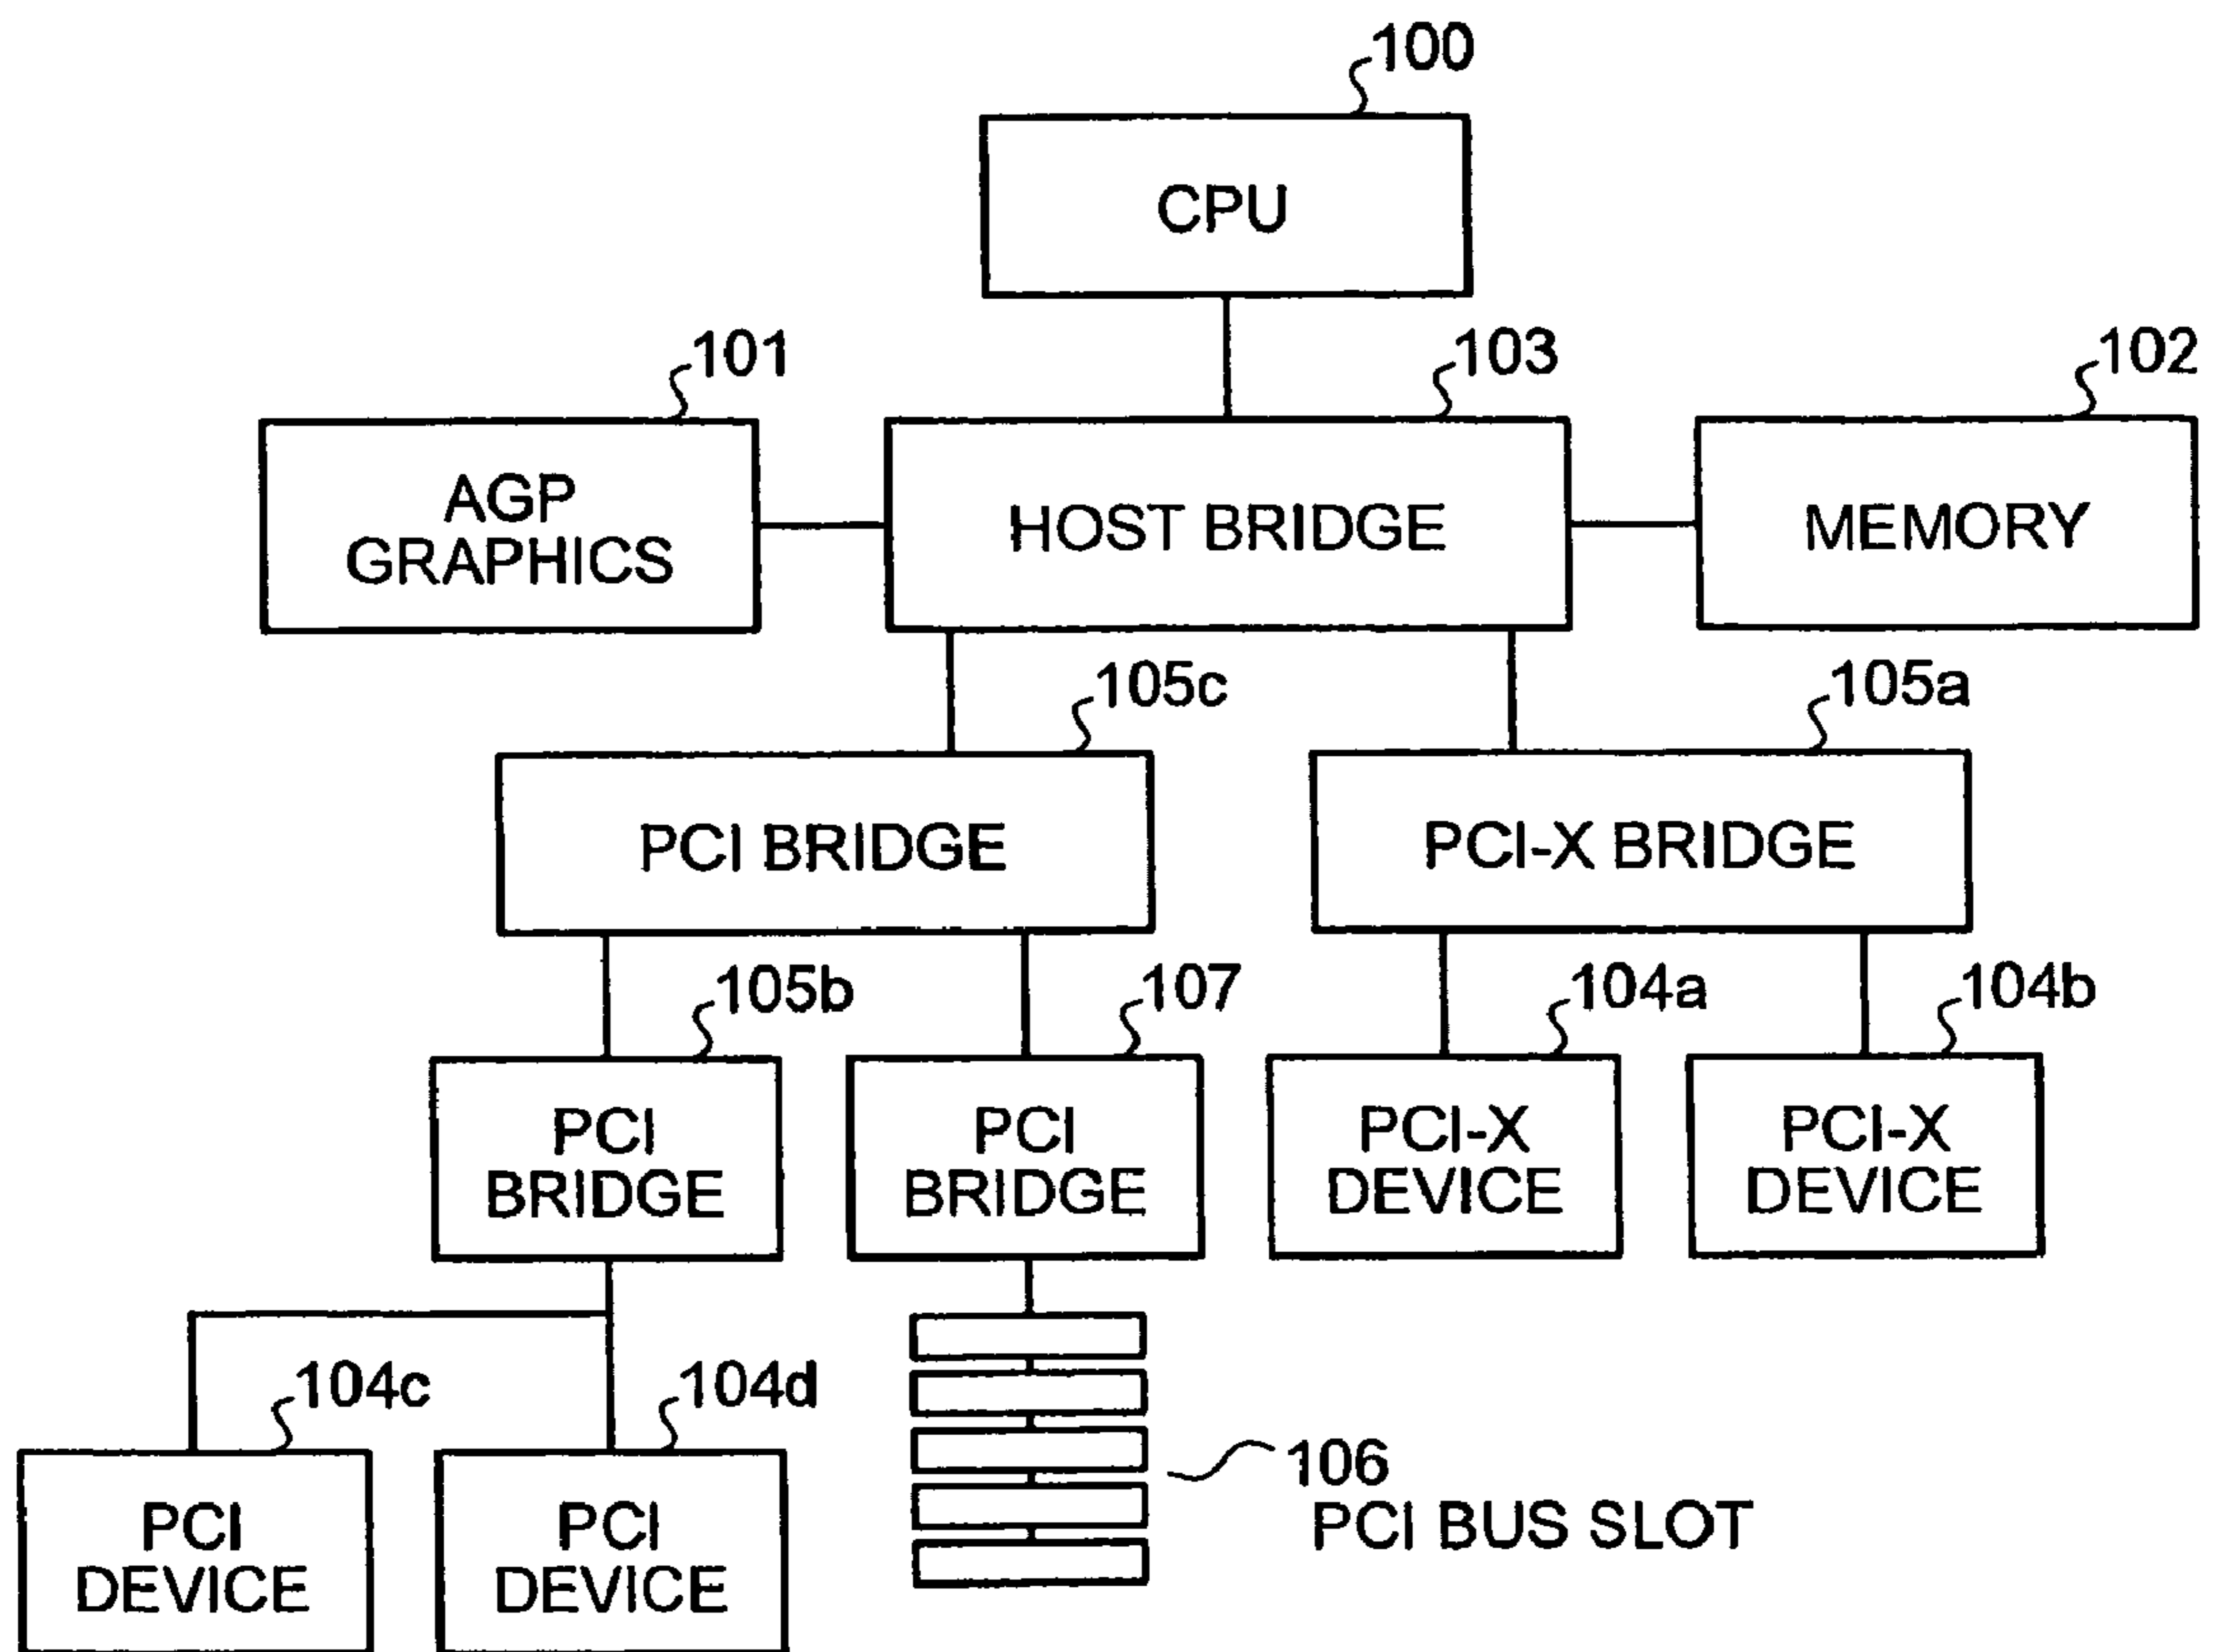 100
CPU
101
103
102
AGP
GRAPHICS
HOST BRIDGE
MEMORY
105c
105a
PCI BRIDGE
PCI-X BRIDGE
105b
107
104a
104b
PCI
BRIDGE
PCI
BRIDGE
PCI-X
DEVICE
PCI-X
DEVICE
104c
104d
PCI
DEVICE
PCI
DEVICE
106
PCI BUS SLOT